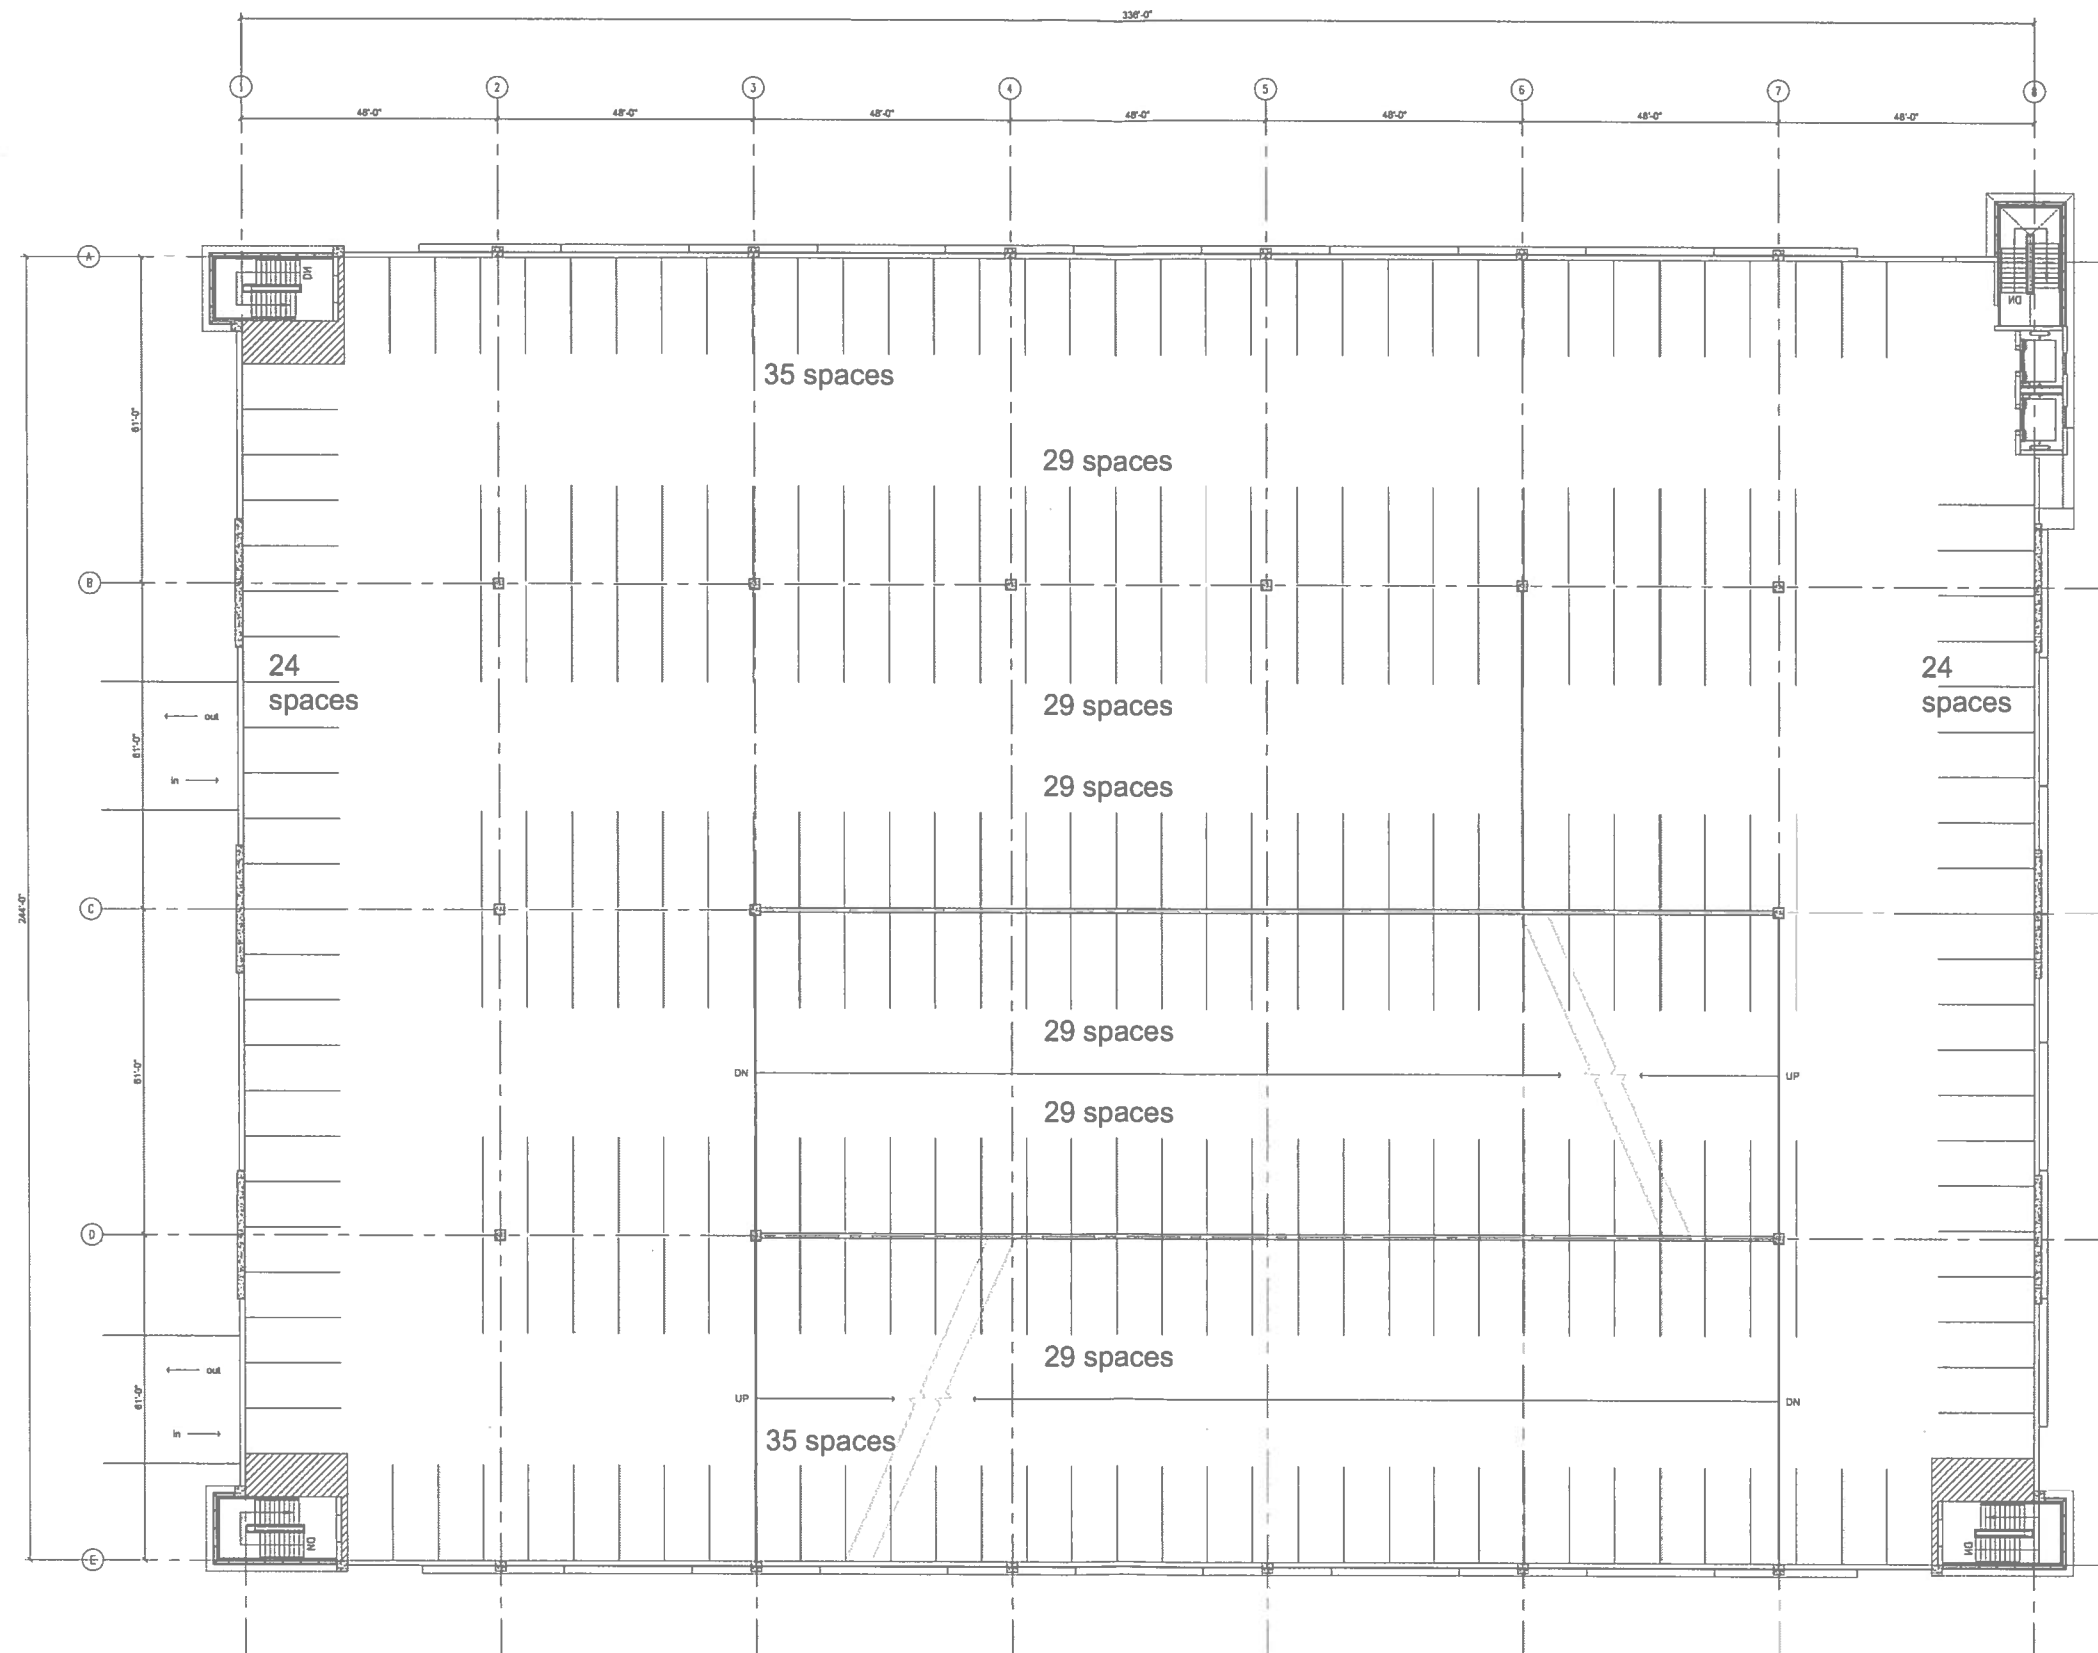 336'-0"
1 2 3 4 5 6 7 8
48'-0" 48'-0" 48'-0" 48'-0" 48'-0" 48'-0" 48'-0"
A
DN
DN
35 spaces
61'-0"
29 spaces
B
24
spaces
24
spaces
29 spaces
out
61'-0"
in
29 spaces
244'-0"
C
29 spaces
DN
UP
61'-0"
29 spaces
D
29 spaces
out
UP
DN
61'-0"
in
35 spaces
DN
DN
E